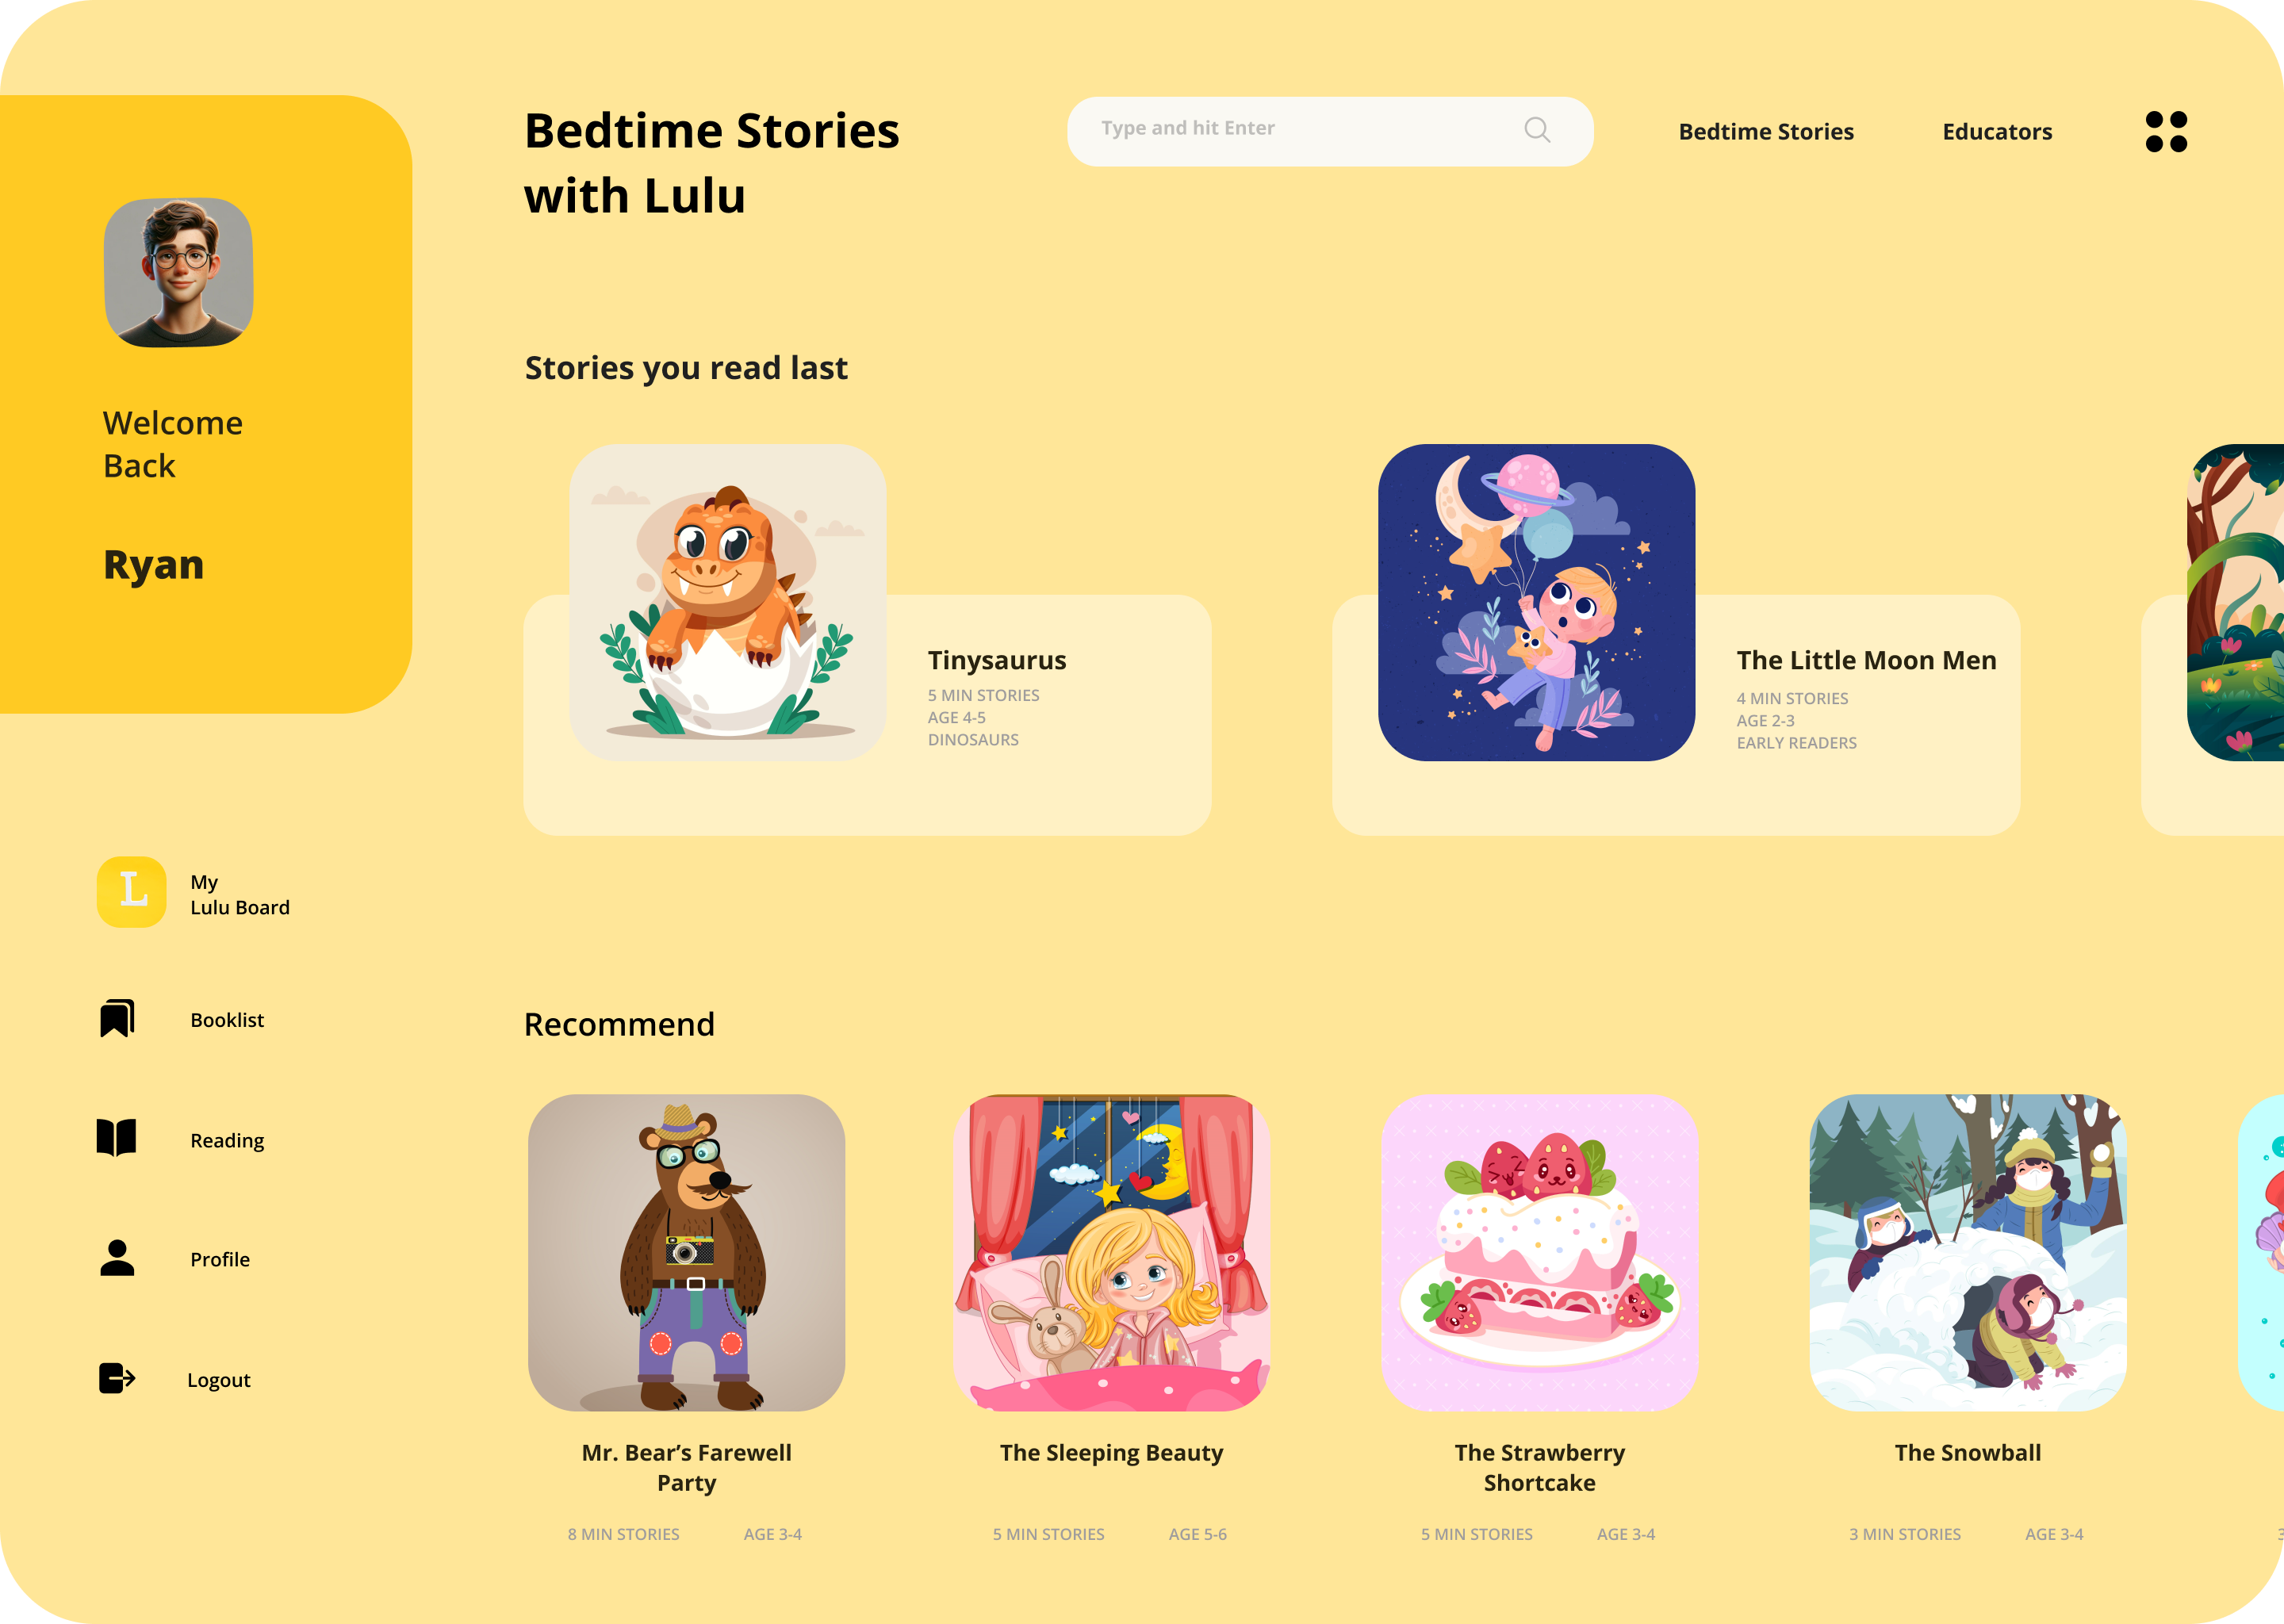 Bedtime Stories
with Lulu
Type and hit Enter
Bedtime Stories
Educators
Welcome
Back
Ryan
Stories you read last
Tinysaurus
5 MIN STORIES
AGE 4-5
DINOSAURS
The Little Moon Men
4 MIN STORIES
AGE 2-3
EARLY READERS
L
My
Lulu Board
Booklist
Reading
Profile
Logout
Recommend
Mr. Bear’s Farewell
Party
8 MIN STORIES
AGE 3-4
The Sleeping Beauty
5 MIN STORIES
AGE 5-6
The Strawberry
Shortcake
5 MIN STORIES
AGE 3-4
The Snowball
3 MIN STORIES
AGE 3-4